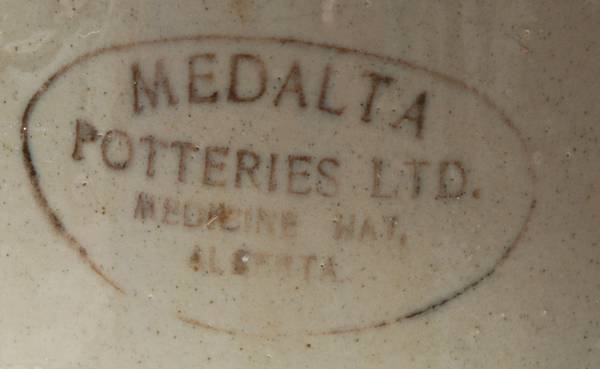 MEDALTA
POTTERIES LTD.
MEDICINE HAT,
ALBERTA